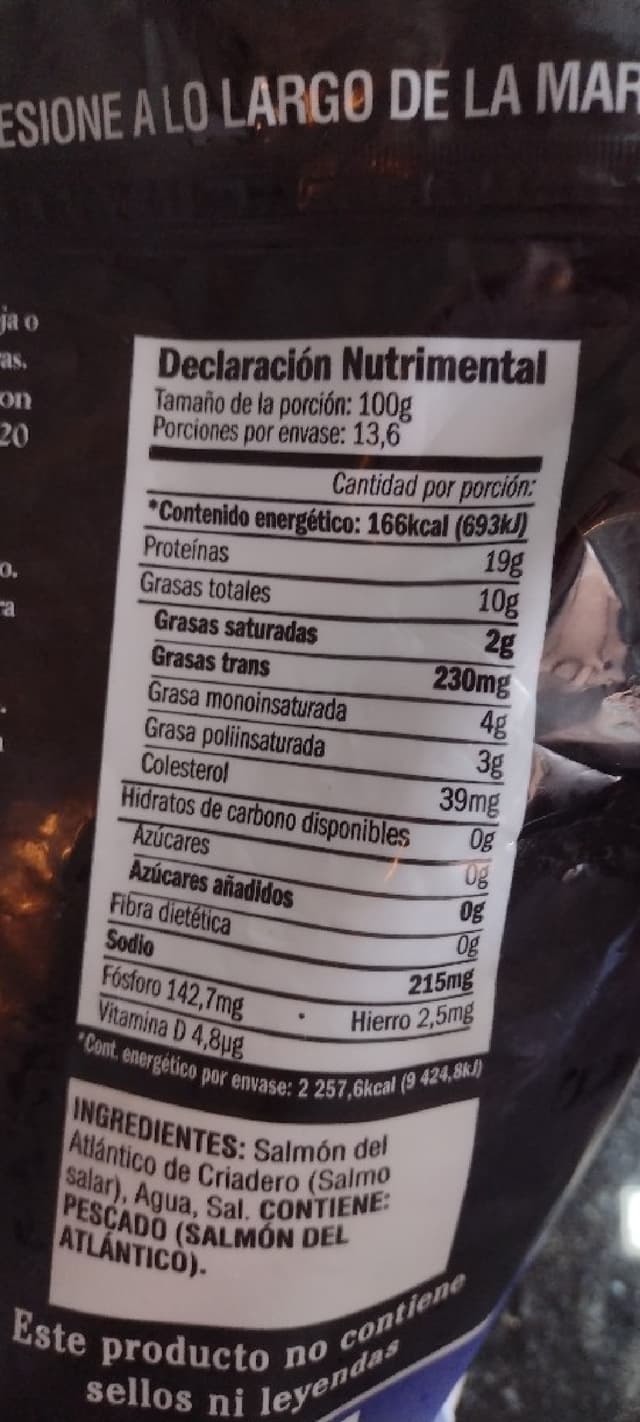 ESIONE A LO LARGO DE LA MAR
ja o
as.
on
20
o.
ra
Declaración Nutrimental
Tamaño de la porción: 100g
Porciones por envase: 13,6
Cantidad por porción:
*Contenido energético: 166kcal (693kJ)
Proteínas 19g
Grasas totales 10g
Grasas saturadas 2g
Grasas trans 230mg
Grasa monoinsaturada 4g
Grasa poliinsaturada 3g
Colesterol 39mg
Hidratos de carbono disponibles 0g
Azúcares 0g
Azúcares añadidos 0g
Fibra dietética 0g
Sodio 215mg
Fósforo 142,7mg · Hierro 2,5mg
Vitamina D 4,8µg
*Cont. energético por envase: 2 257,6kcal (9 424,8kJ)
INGREDIENTES: Salmón del
Atlántico de Criadero (Salmo
salar), Agua, Sal. CONTIENE:
PESCADO (SALMÓN DEL
ATLÁNTICO).
Este producto no contiene
sellos ni leyendas